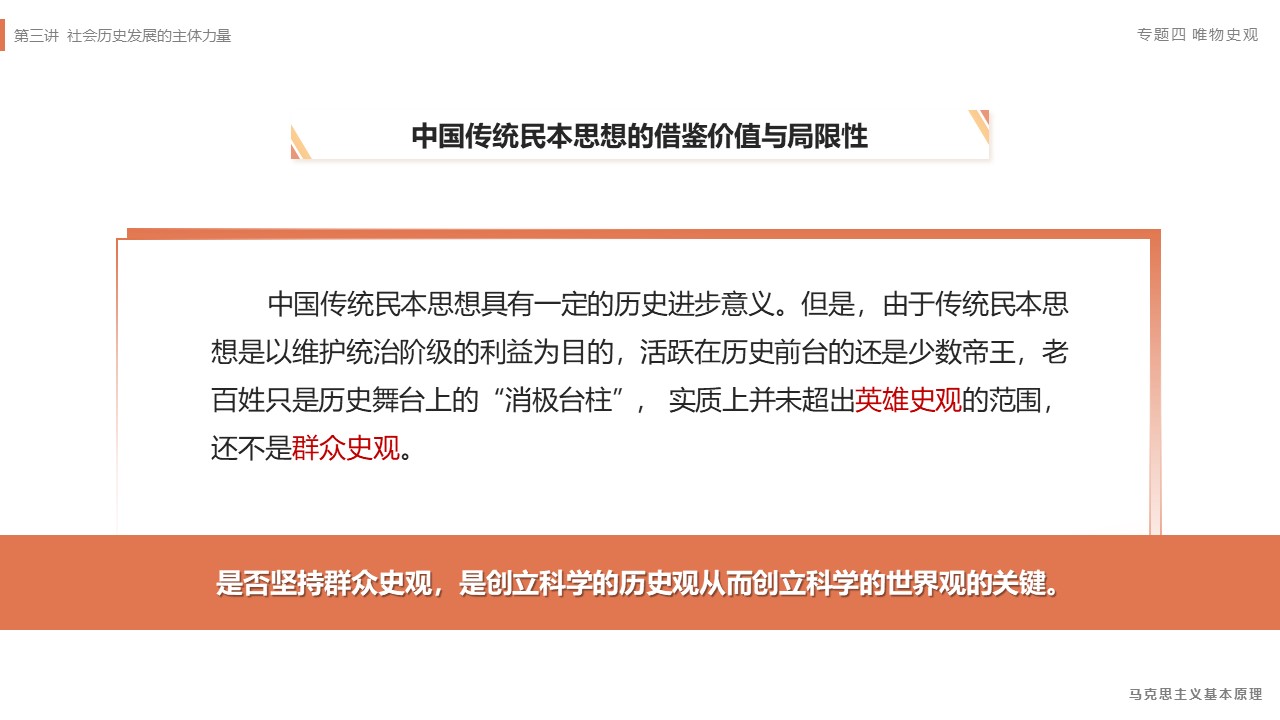 第三讲 社会历史发展的主体力量
专题四 唯物史观
中国传统民本思想的借鉴价值与局限性
中国传统民本思想具有一定的历史进步意义。但是，由于传统民本思
想是以维护统治阶级的利益为目的，活跃在历史前台的还是少数帝王，老
百姓只是历史舞台上的“消极台柱”， 实质上并未超出英雄史观的范围，
还不是群众史观。
是否坚持群众史观，是创立科学的历史观从而创立科学的世界观的关键。
马克思主义基本原理